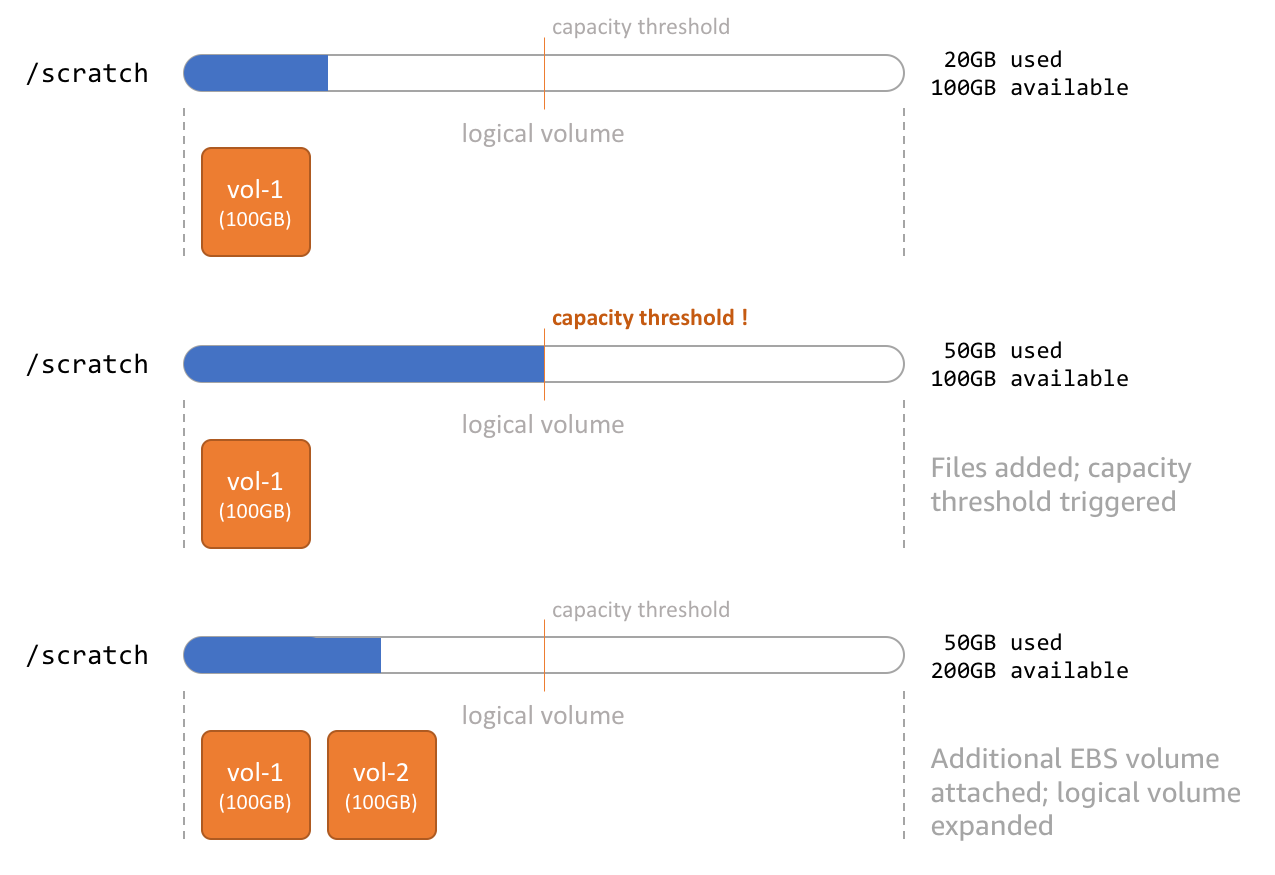 capacity threshold
/scratch
20GB used
100GB available
logical volume
vol-1
(100GB)
capacity threshold !
/scratch
50GB used
100GB available
logical volume
vol-1
(100GB)
Files added; capacity
threshold triggered
capacity threshold
/scratch
50GB used
200GB available
logical volume
vol-1
(100GB)
vol-2
(100GB)
Additional EBS volume
attached; logical volume
expanded